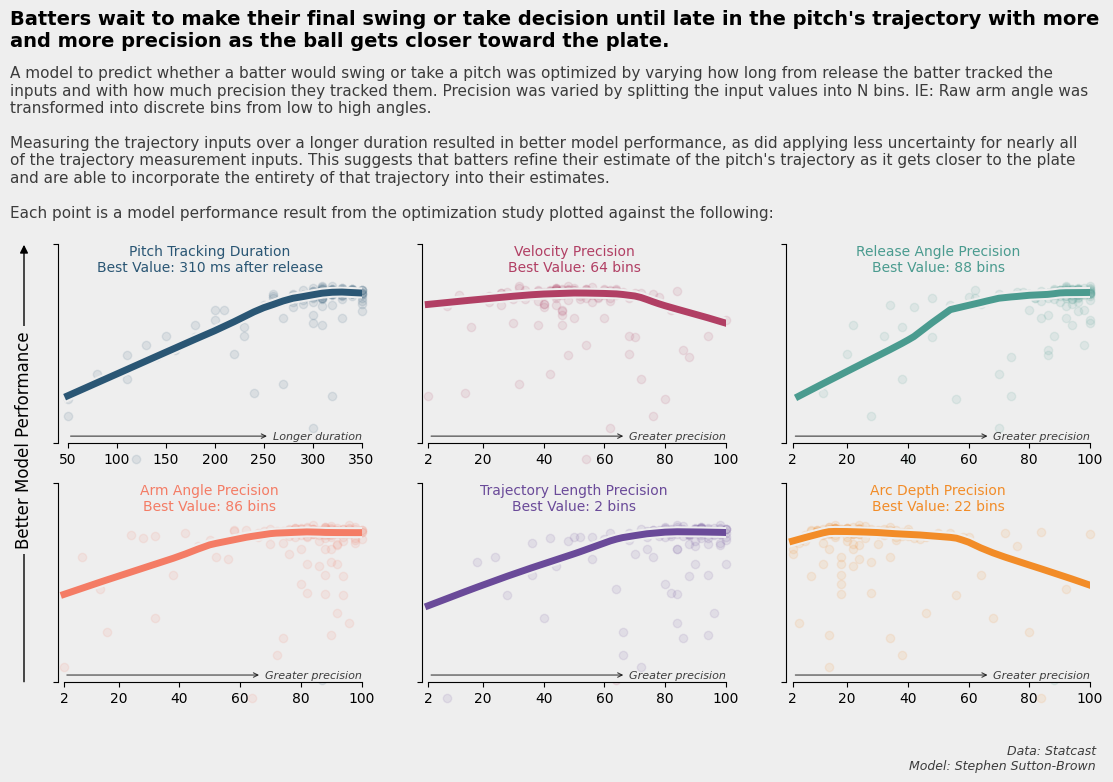 Batters wait to make their final swing or take decision until late in the pitch's trajectory with more
and more precision as the ball gets closer toward the plate.
A model to predict whether a batter would swing or take a pitch was optimized by varying how long from release the batter tracked the
inputs and with how much precision they tracked them. Precision was varied by splitting the input values into N bins. IE: Raw arm angle was
transformed into discrete bins from low to high angles.
Measuring the trajectory inputs over a longer duration resulted in better model performance, as did applying less uncertainty for nearly all
of the trajectory measurement inputs. This suggests that batters refine their estimate of the pitch's trajectory as it gets closer to the plate
and are able to incorporate the entirety of that trajectory into their estimates.
Each point is a model performance result from the optimization study plotted against the following:
Better Model Performance
Pitch Tracking Duration
Best Value: 310 ms after release
Longer duration
50 100 150 200 250 300 350
Velocity Precision
Best Value: 64 bins
Greater precision
2 20 40 60 80 100
Release Angle Precision
Best Value: 88 bins
Greater precision
2 20 40 60 80 100
Arm Angle Precision
Best Value: 86 bins
Greater precision
2 20 40 60 80 100
Trajectory Length Precision
Best Value: 2 bins
Greater precision
2 20 40 60 80 100
Arc Depth Precision
Best Value: 22 bins
Greater precision
2 20 40 60 80 100
Data: Statcast
Model: Stephen Sutton-Brown